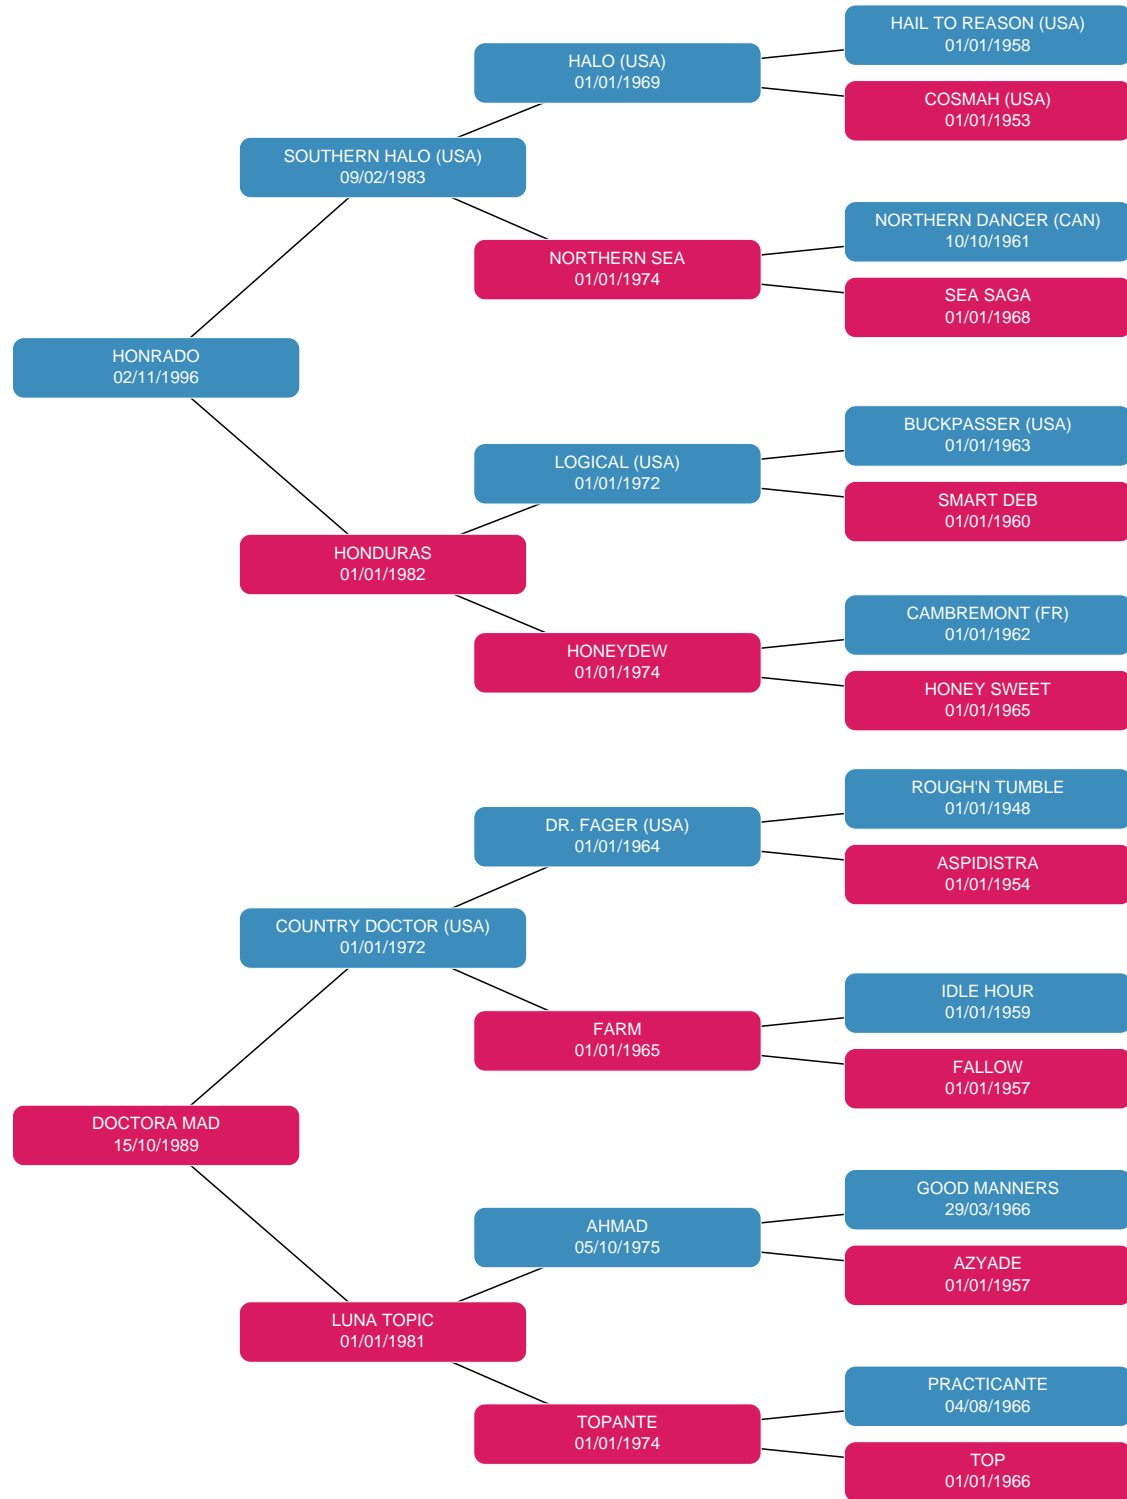 HAIL TO REASON (USA)
01/01/1958
HALO (USA)
01/01/1969
COSMAH (USA)
01/01/1953
SOUTHERN HALO (USA)
09/02/1983
NORTHERN DANCER (CAN)
10/10/1961
NORTHERN SEA
01/01/1974
SEA SAGA
01/01/1968
HONRADO
02/11/1996
BUCKPASSER (USA)
01/01/1963
LOGICAL (USA)
01/01/1972
SMART DEB
01/01/1960
HONDURAS
01/01/1982
CAMBREMONT (FR)
01/01/1962
HONEYDEW
01/01/1974
HONEY SWEET
01/01/1965
ROUGH'N TUMBLE
01/01/1948
DR. FAGER (USA)
01/01/1964
ASPIDISTRA
01/01/1954
COUNTRY DOCTOR (USA)
01/01/1972
IDLE HOUR
01/01/1959
FARM
01/01/1965
FALLOW
01/01/1957
DOCTORA MAD
15/10/1989
GOOD MANNERS
29/03/1966
AHMAD
05/10/1975
AZYADE
01/01/1957
LUNA TOPIC
01/01/1981
PRACTICANTE
04/08/1966
TOPANTE
01/01/1974
TOP
01/01/1966